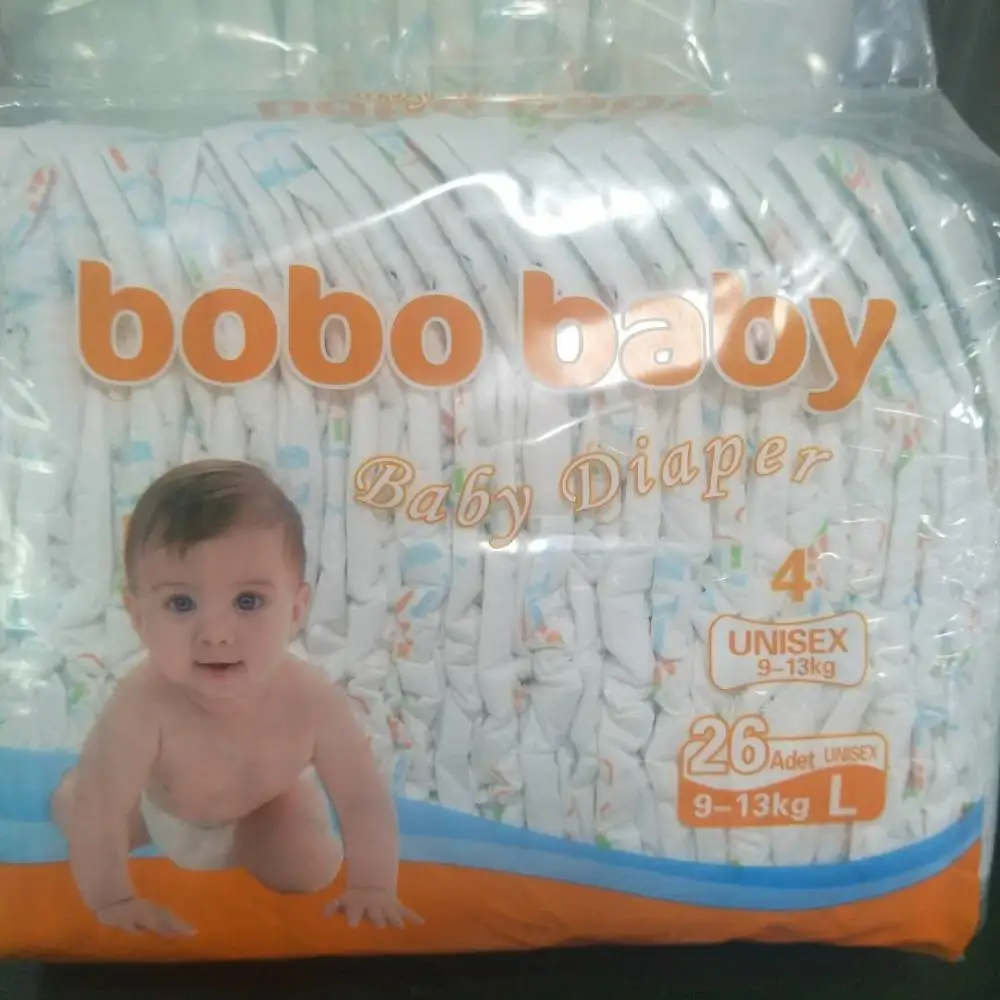 bobo baby
Baby Diaper
4
UNISEX
9-13kg
26 Adet UNISEX
9-13kg L